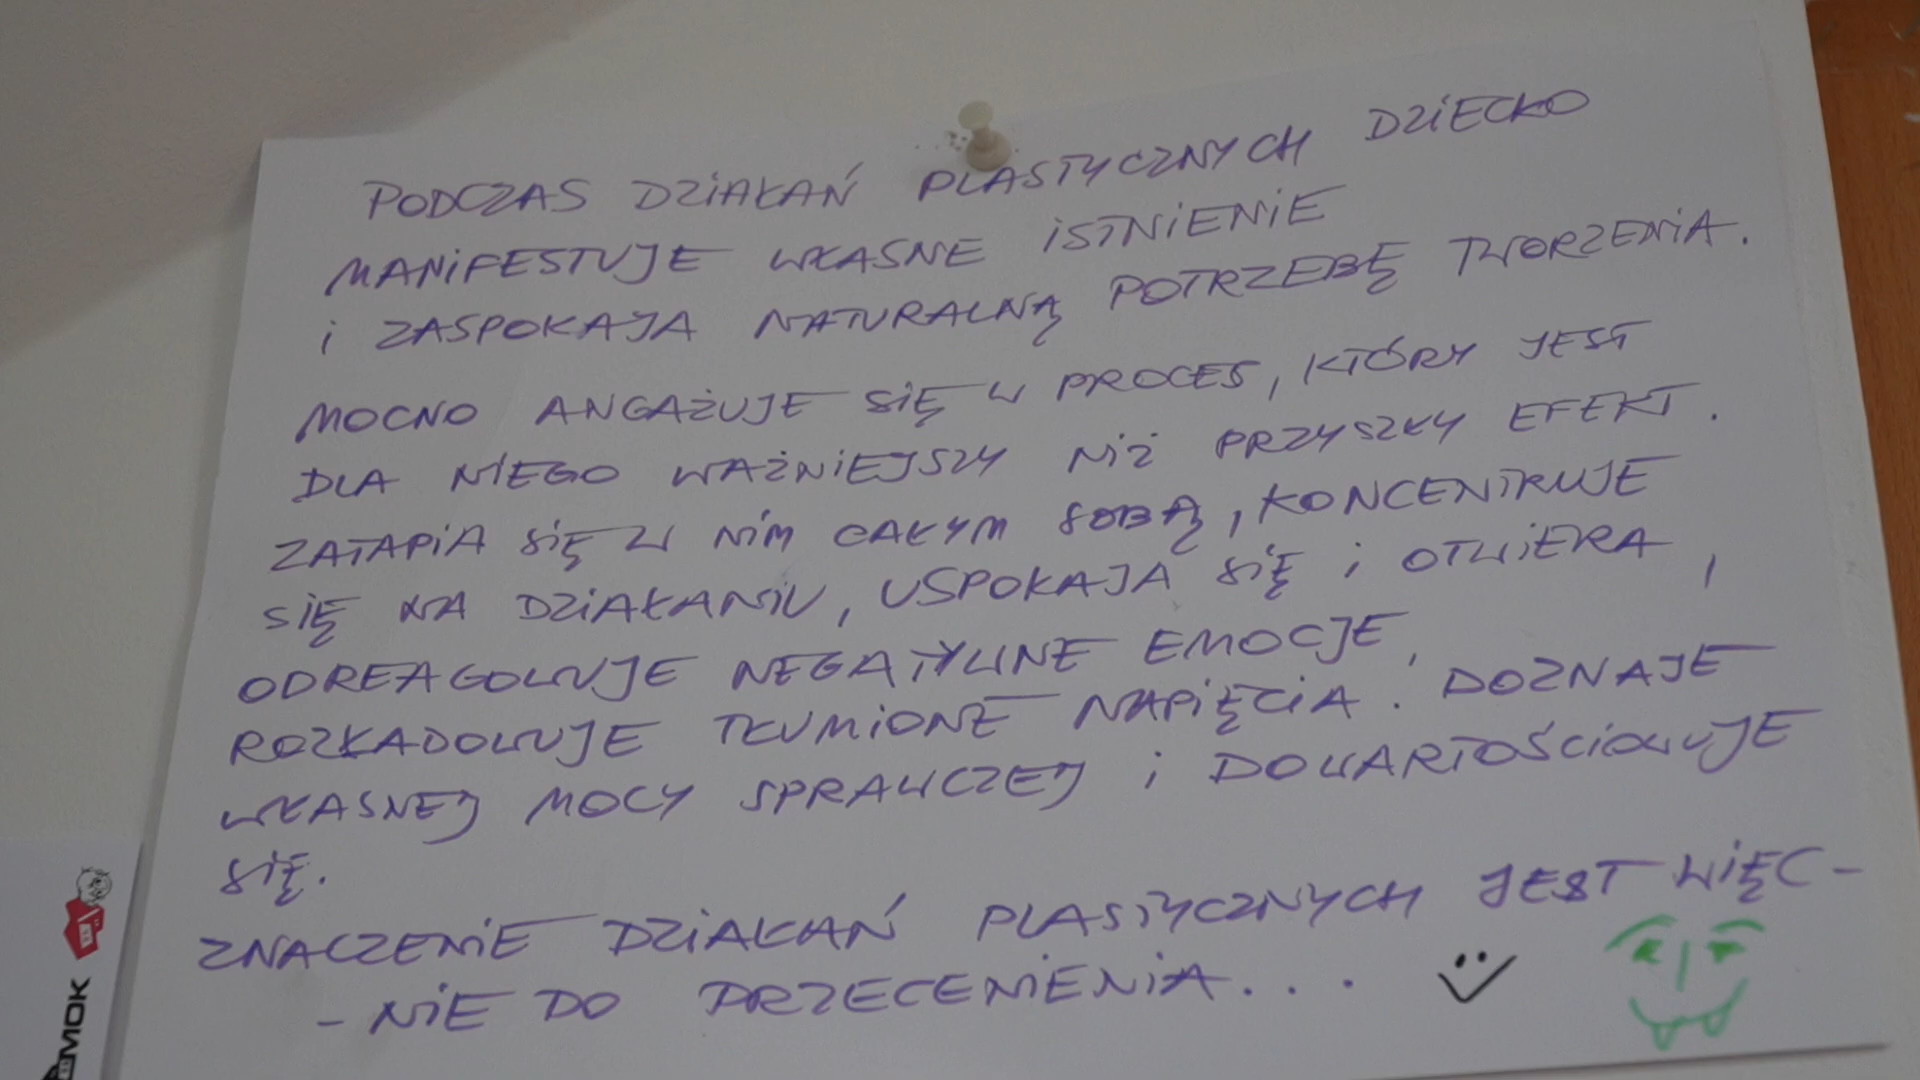 PODCZAS DZIAŁAŃ PLASTYCZNYCH DZIECKO
MANIFESTUJE WŁASNE ISTNIENIE
I ZASPOKAJA NATURALNĄ POTRZEBĘ TWORZENIA.
MOCNO ANGAŻUJE SIĘ W PROCES, KTÓRY JEST
DLA NIEGO WAŻNIEJSZY NIŻ PRZYSZŁY EFEKT.
ZATAPIA SIĘ W NIM CAŁYM SOBĄ, KONCENTRUJE
SIĘ NA DZIAŁANIU, USPOKAJA SIĘ I OTWIERA,
ODREAGOWUJE NEGATYWNE EMOCJE,
ROZŁADOWUJE TŁUMIONE NAPIĘCIA. DOZNAJE
WŁASNEJ MOCY SPRAWCZEJ I DOWARTOŚCIOWUJE
SIĘ.
ZNACZENIE DZIAŁAŃ PLASTYCZNYCH JEST WIĘC -
- NIE DO PRZECENIENIA...
MOK